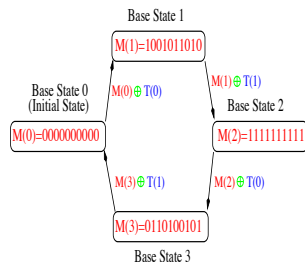 Base State 1
M(1)=1001011010
M(0)⊕T(0)
M(1)⊕T(1)
Base State 0
(Initial State)
Base State 2
M(0)=0000000000
M(2)=1111111111
M(3)⊕T(1)
M(2)⊕T(0)
M(3)=0110100101
Base State 3